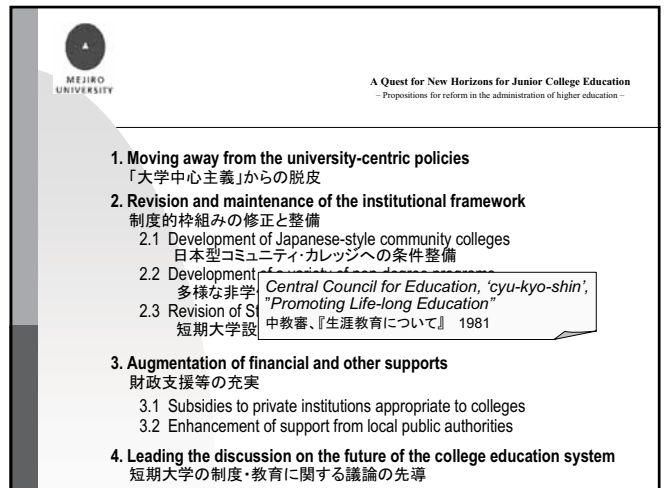 MEJIRO
UNIVERSITY
A Quest for New Horizons for Junior College Education
– Propositions for reform in the administration of higher education –
1. Moving away from the university-centric policies
「大学中心主義」からの脱皮
2. Revision and maintenance of the institutional framework
制度的枠組みの修正と整備
2.1 Development of Japanese-style community colleges
日本型コミュニティ・カレッジへの条件整備
2.2 Development of a variety of non-degree programs
多様な非学
2.3 Revision of St
短期大学設
Central Council for Education, ‘cyu-kyo-shin’,
”Promoting Life-long Education”
中教審、『生涯教育について』 1981
3. Augmentation of financial and other supports
財政支援等の充実
3.1 Subsidies to private institutions appropriate to colleges
3.2 Enhancement of support from local public authorities
4. Leading the discussion on the future of the college education system
短期大学の制度・教育に関する議論の先導